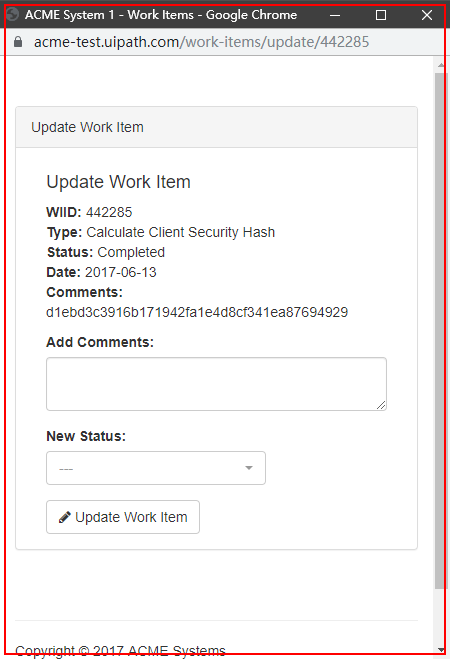 ACME System 1 - Work Items - Google Chrome
acme-test.uipath.com/work-items/update/442285
Update Work Item
Update Work Item
WIID: 442285
Type: Calculate Client Security Hash
Status: Completed
Date: 2017-06-13
Comments:
d1ebd3c3916b171942fa1e4d8cf341ea87694929
Add Comments:
New Status:
---
Update Work Item
Copyright © 2017 ACME Systems